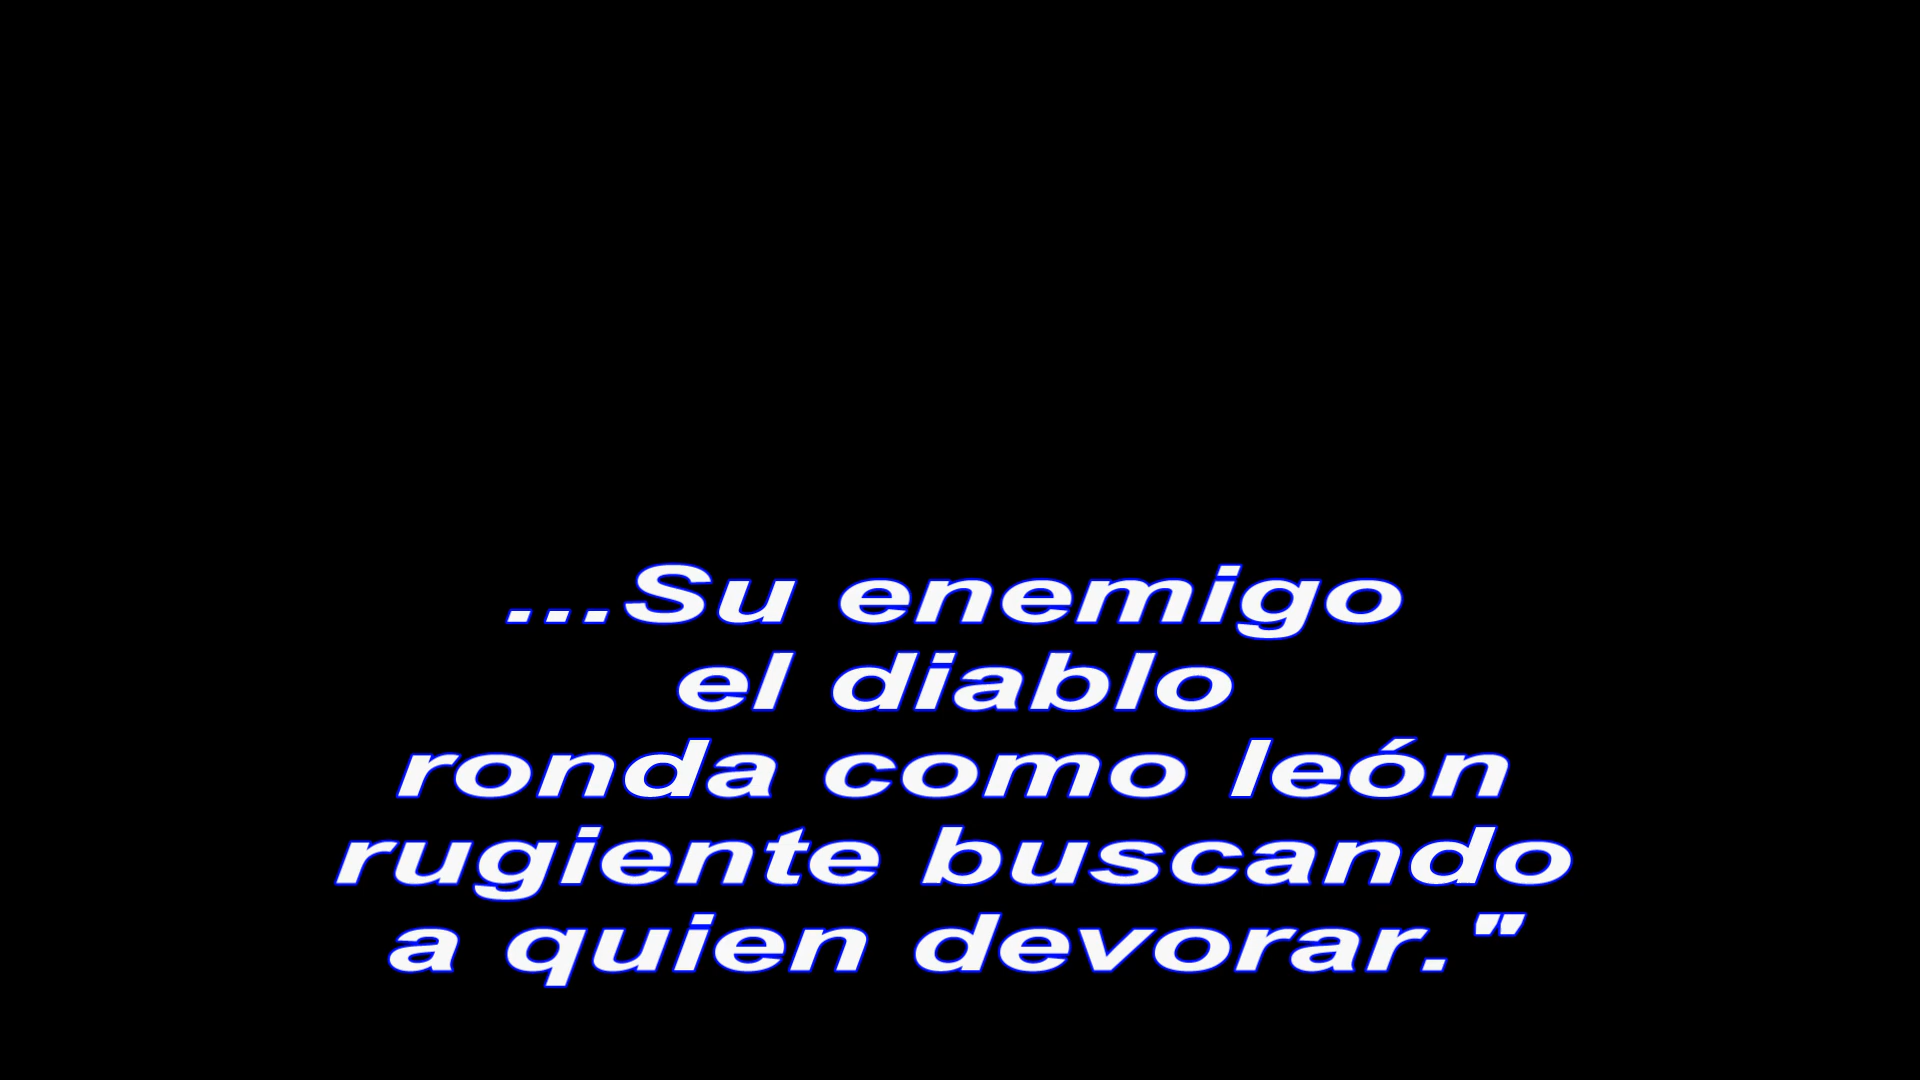 ...Su enemigo
el diablo
ronda como león
rugiente buscando
a quien devorar."